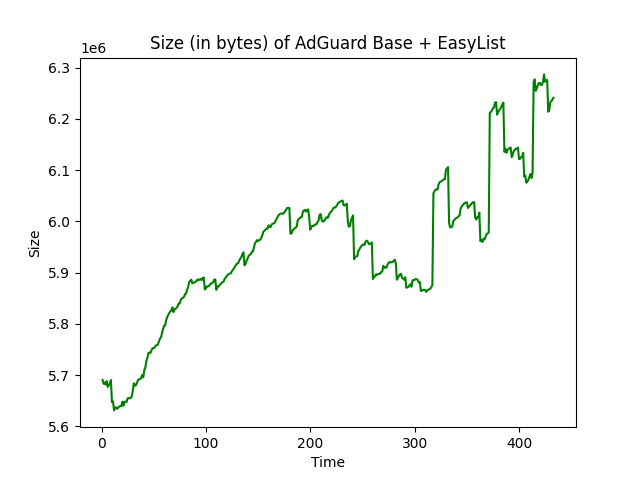 Size (in bytes) of AdGuard Base + EasyList
1e6
6.3
6.2
6.1
6.0
5.9
5.8
5.7
5.6
Size
0 100 200 300 400
Time